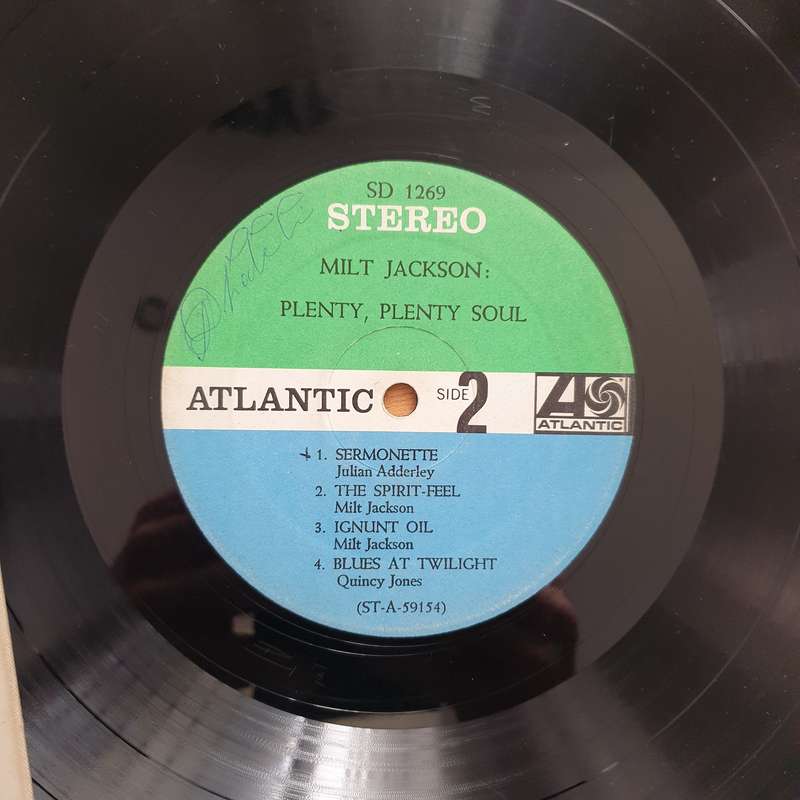 SD 1269
STEREO
MILT JACKSON:
PLENTY, PLENTY SOUL
ATLANTIC
SIDE 2
ATLANTIC
1. SERMONETTE
Julian Adderley
2. THE SPIRIT-FEEL
Milt Jackson
3. IGNUNT OIL
Milt Jackson
4. BLUES AT TWILIGHT
Quincy Jones
(ST-A-59154)